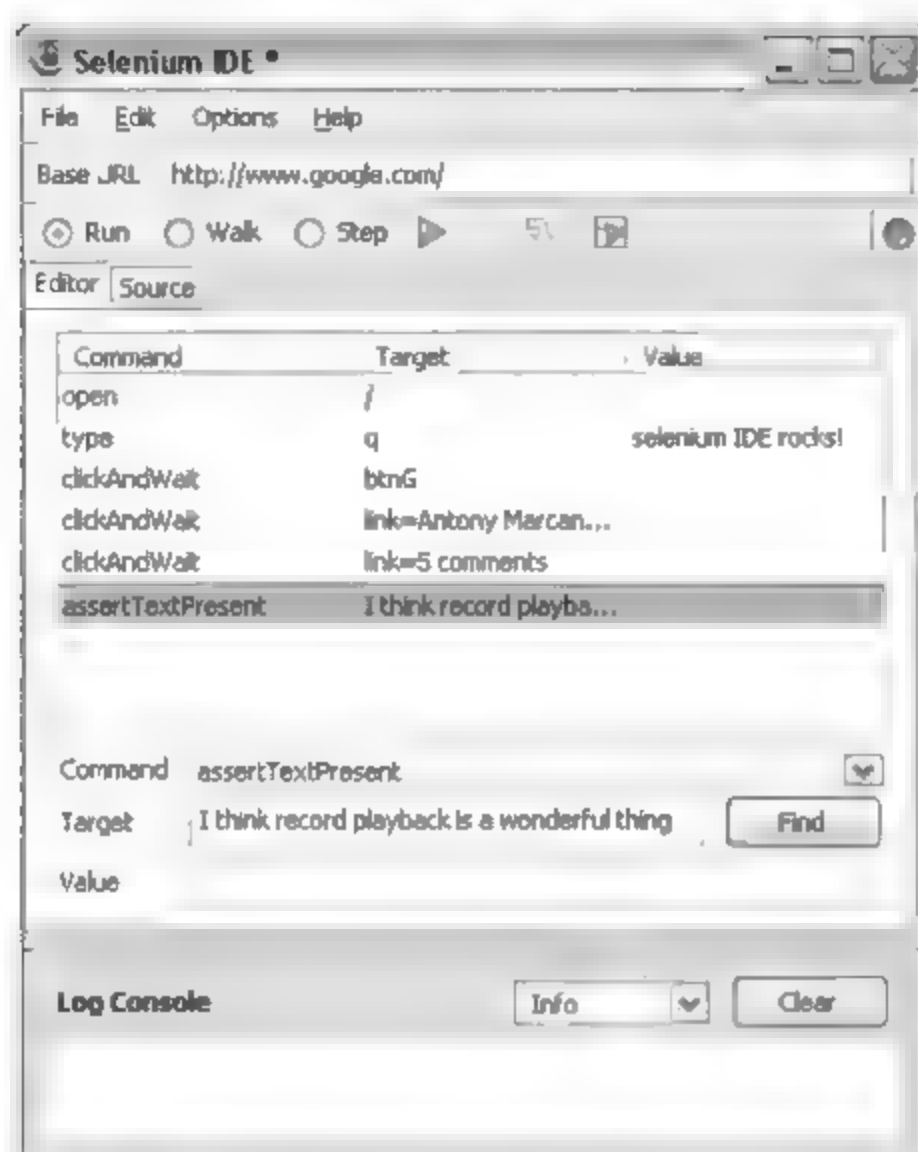 Selenium IDE *
File Edit Options Help
Base URL http://www.google.com/
Run Walk Step
Editor Source
Command Target Value
open /
type q selenium IDE rocks!
clickAndWait btnG
clickAndWait link=Antony Marcan...
clickAndWait link=5 comments
assertTextPresent I think record playba...
Command assertTextPresent
Target I think record playback is a wonderful thing Find
Value
Log Console Info Clear